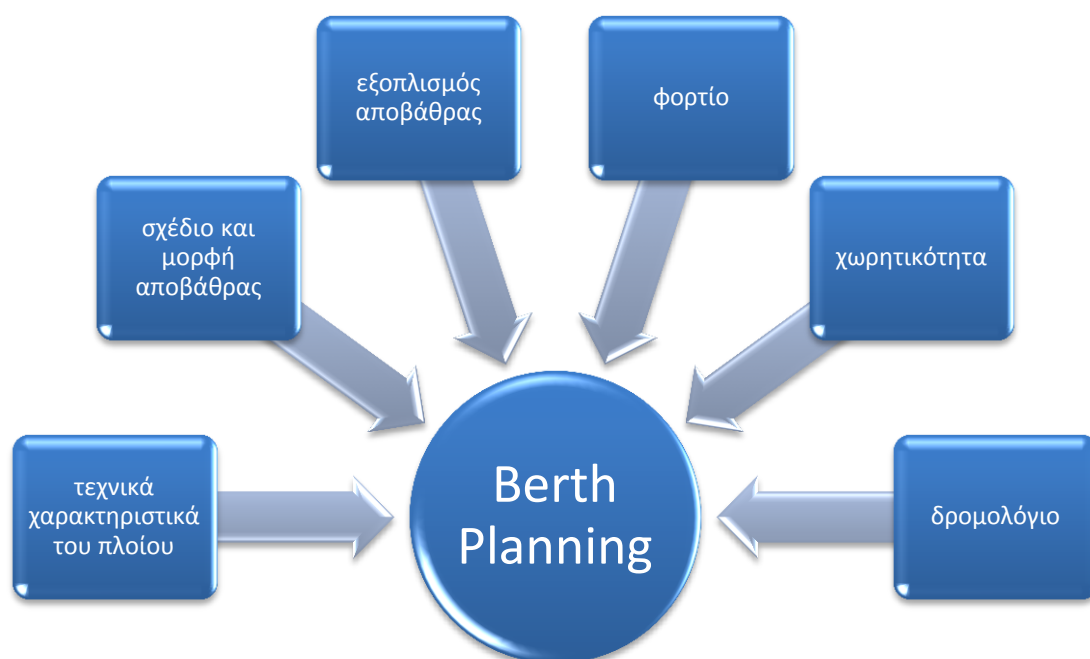 εξοπλισμός
αποβάθρας
φορτίο
σχέδιο και
μορφή
αποβάθρας
χωρητικότητα
τεχνικά
χαρακτηριστικά
του πλοίου
Berth
Planning
δρομολόγιο